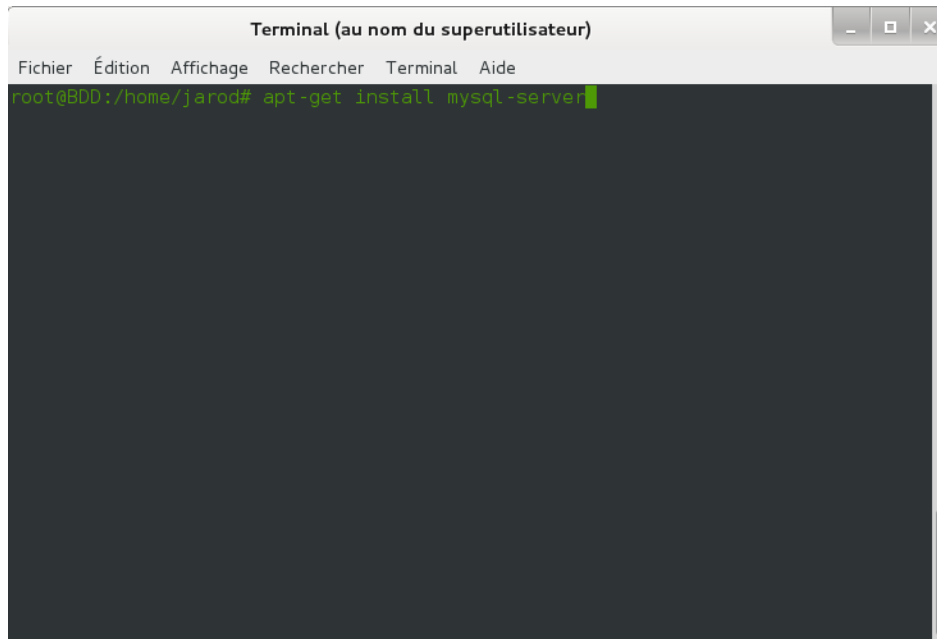 Terminal (au nom du superutilisateur)
Fichier Édition Affichage Rechercher Terminal Aide
root@BDD:/home/jarod# apt-get install mysql-server